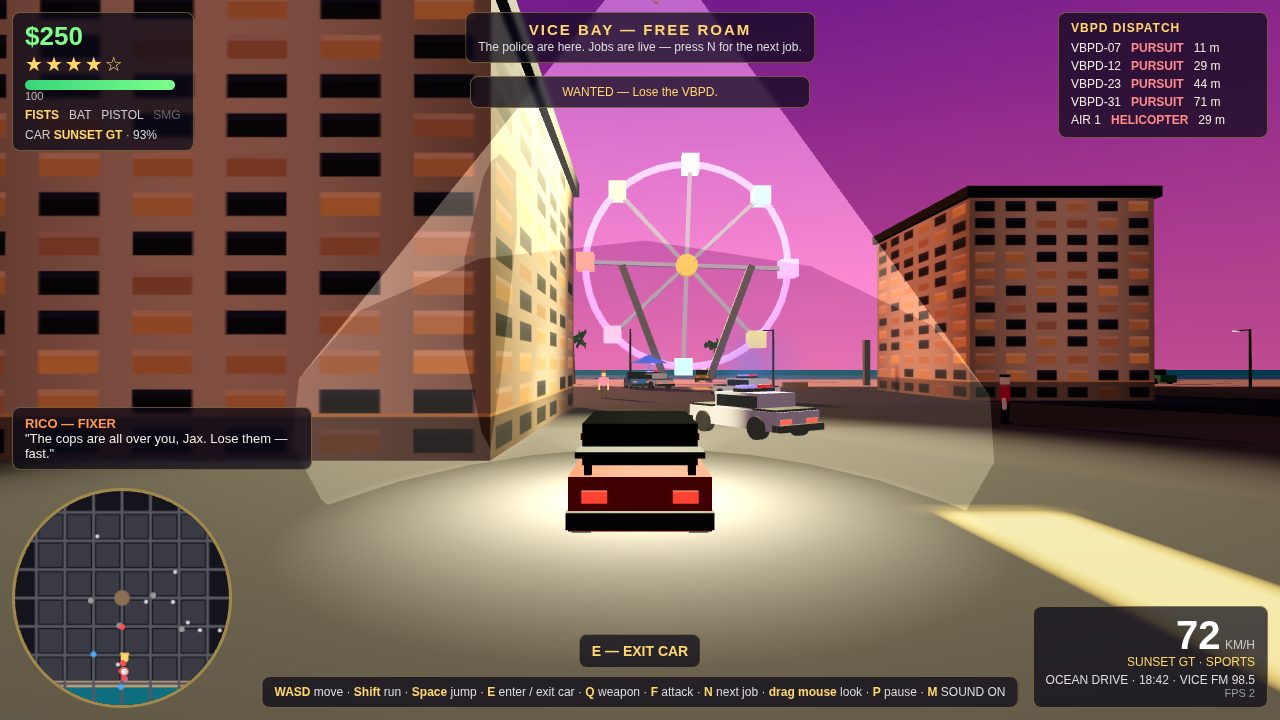 $250
★★★★☆
100
FISTS BAT PISTOL SMG
CAR SUNSET GT · 93%
VICE BAY — FREE ROAM
The police are here. Jobs are live — press N for the next job.
WANTED — Lose the VBPD.
VBPD DISPATCH
VBPD-07 PURSUIT 11 m
VBPD-12 PURSUIT 29 m
VBPD-23 PURSUIT 44 m
VBPD-31 PURSUIT 71 m
AIR 1 HELICOPTER 29 m
RICO — FIXER
"The cops are all over you, Jax. Lose them —
fast."
E — EXIT CAR
WASD move · Shift run · Space jump · E enter / exit car · Q weapon · F attack · N next job · drag mouse look · P pause · M SOUND ON
72 KM/H
SUNSET GT · SPORTS
OCEAN DRIVE · 18:42 · VICE FM 98.5
FPS 2